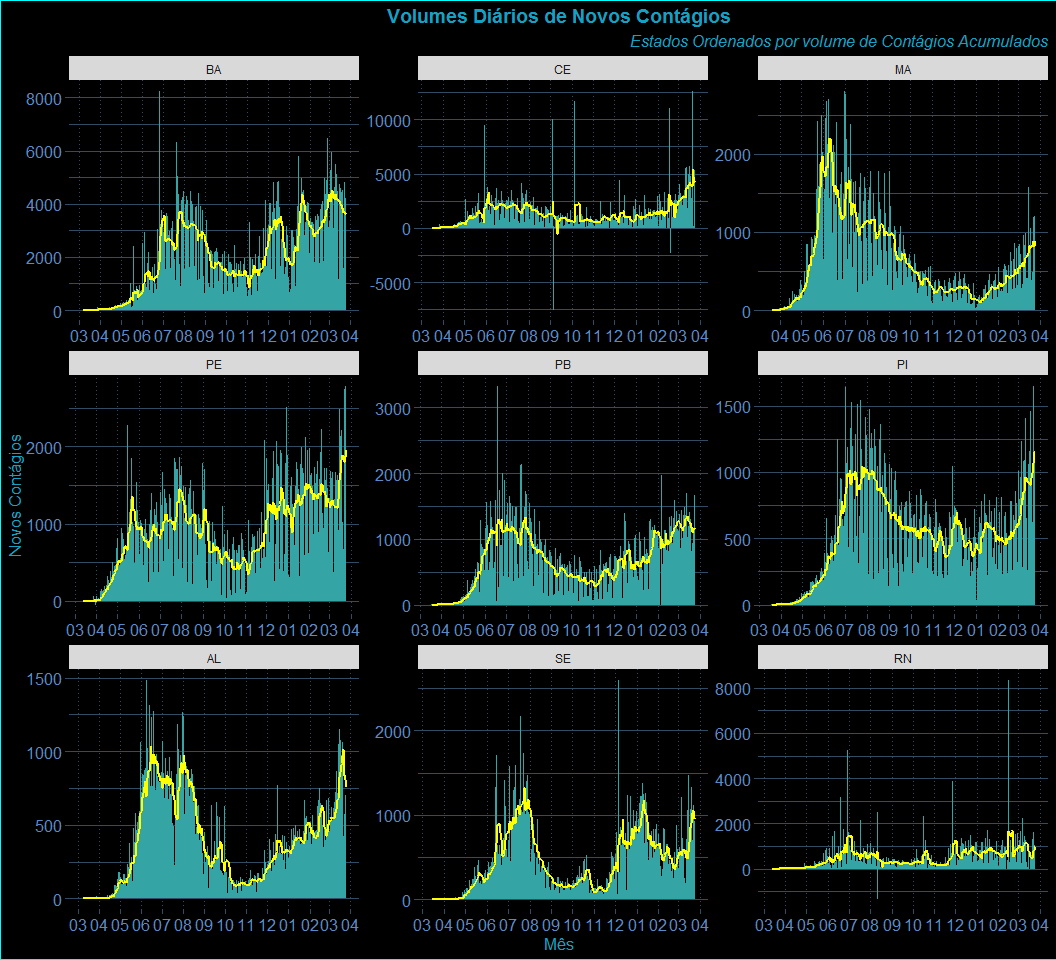 Volumes Diários de Novos Contágios
Estados Ordenados por volume de Contágios Acumulados
BA
CE
MA
8000
6000
4000
2000
0
10000
5000
0
-5000
2000
1000
0
03 04 05 06 07 08 09 10 11 12 01 02 03 04
03 04 05 06 07 08 09 10 11 12 01 02 03 04
04 05 06 07 08 09 10 11 12 01 02 03 04
PE
PB
PI
Novos Contágios
2000
1000
0
3000
2000
1000
0
1500
1000
500
0
03 04 05 06 07 08 09 10 11 12 01 02 03 04
03 04 05 06 07 08 09 10 11 12 01 02 03 04
03 04 05 06 07 08 09 10 11 12 01 02 03 04
AL
SE
RN
1500
1000
500
0
2000
1000
0
8000
6000
4000
2000
0
03 04 05 06 07 08 09 10 11 12 01 02 03 04
03 04 05 06 07 08 09 10 11 12 01 02 03 04
03 04 05 06 07 08 09 10 11 12 01 02 03 04
Mês